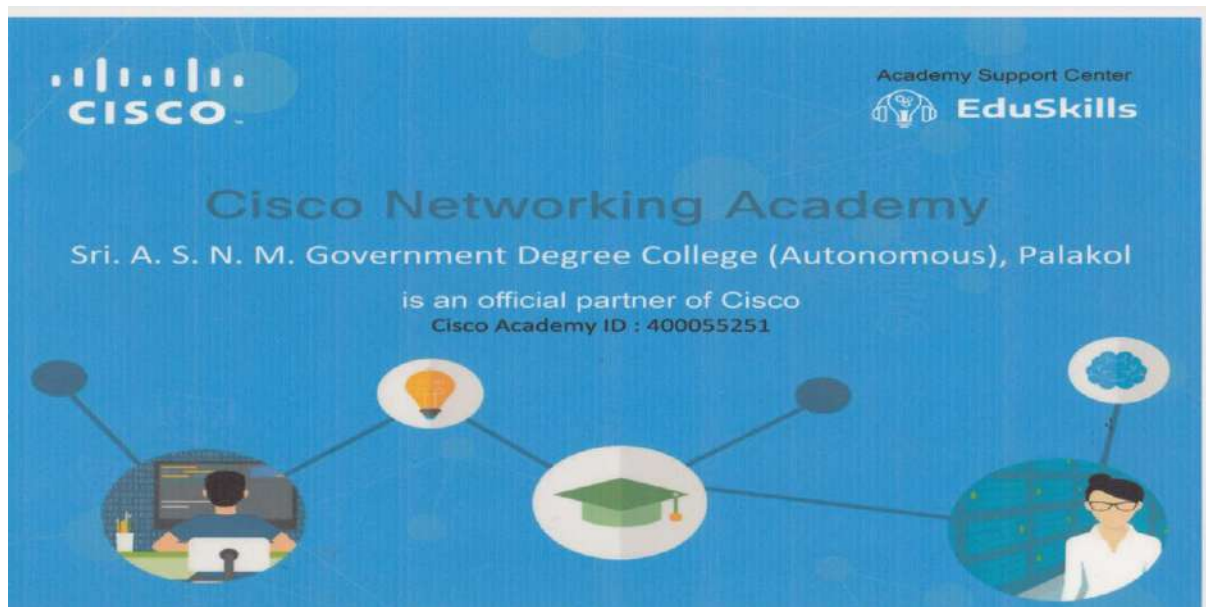 CISCO
Academy Support Center
EduSkills
Cisco Networking Academy
Sri. A. S. N. M. Government Degree College (Autonomous), Palakol
is an official partner of Cisco
Cisco Academy ID : 400055251